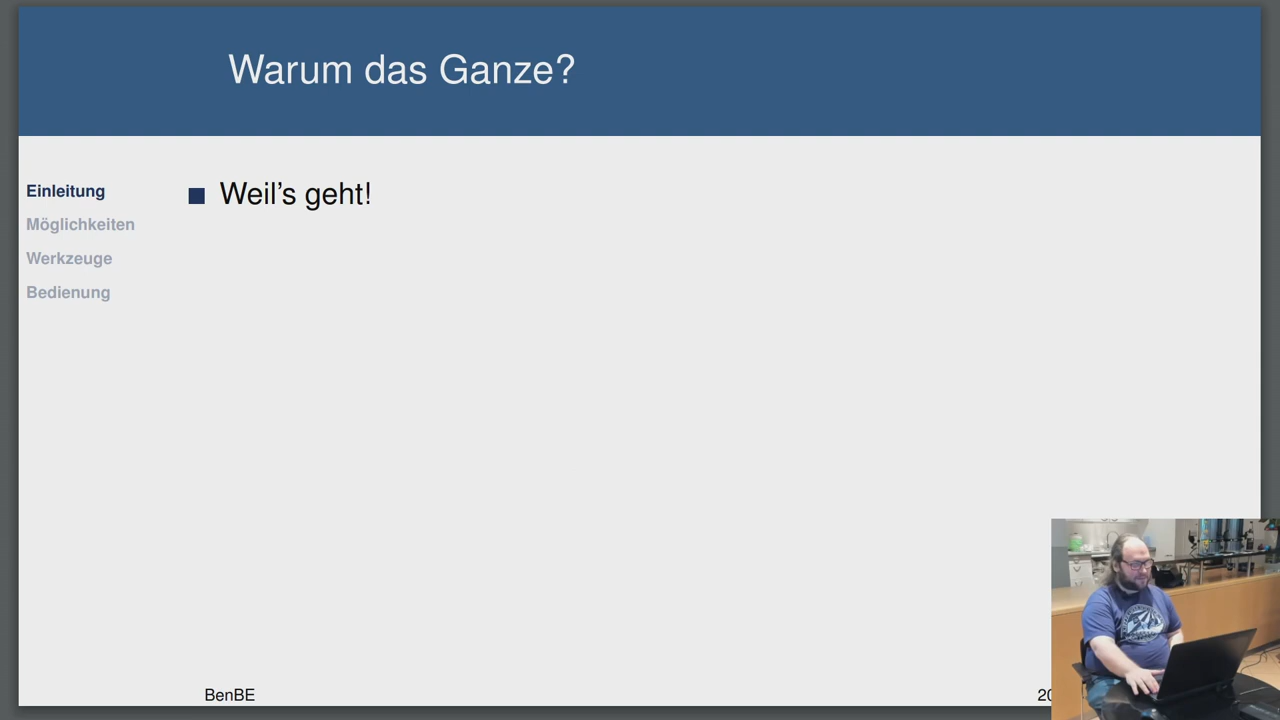 Warum das Ganze?
Einleitung
Möglichkeiten
Werkzeuge
Bedienung
Weil’s geht!
BenBE